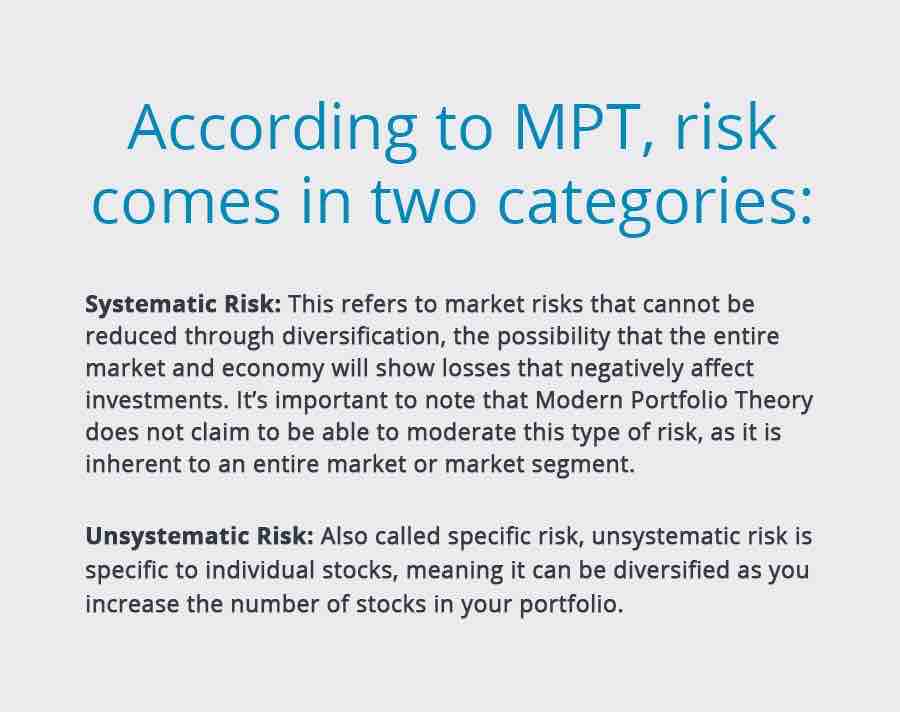 According to MPT, risk
comes in two categories:
Systematic Risk: This refers to market risks that cannot be
reduced through diversification, the possibility that the entire
market and economy will show losses that negatively affect
investments. It’s important to note that Modern Portfolio Theory
does not claim to be able to moderate this type of risk, as it is
inherent to an entire market or market segment.
Unsystematic Risk: Also called specific risk, unsystematic risk is
specific to individual stocks, meaning it can be diversified as you
increase the number of stocks in your portfolio.